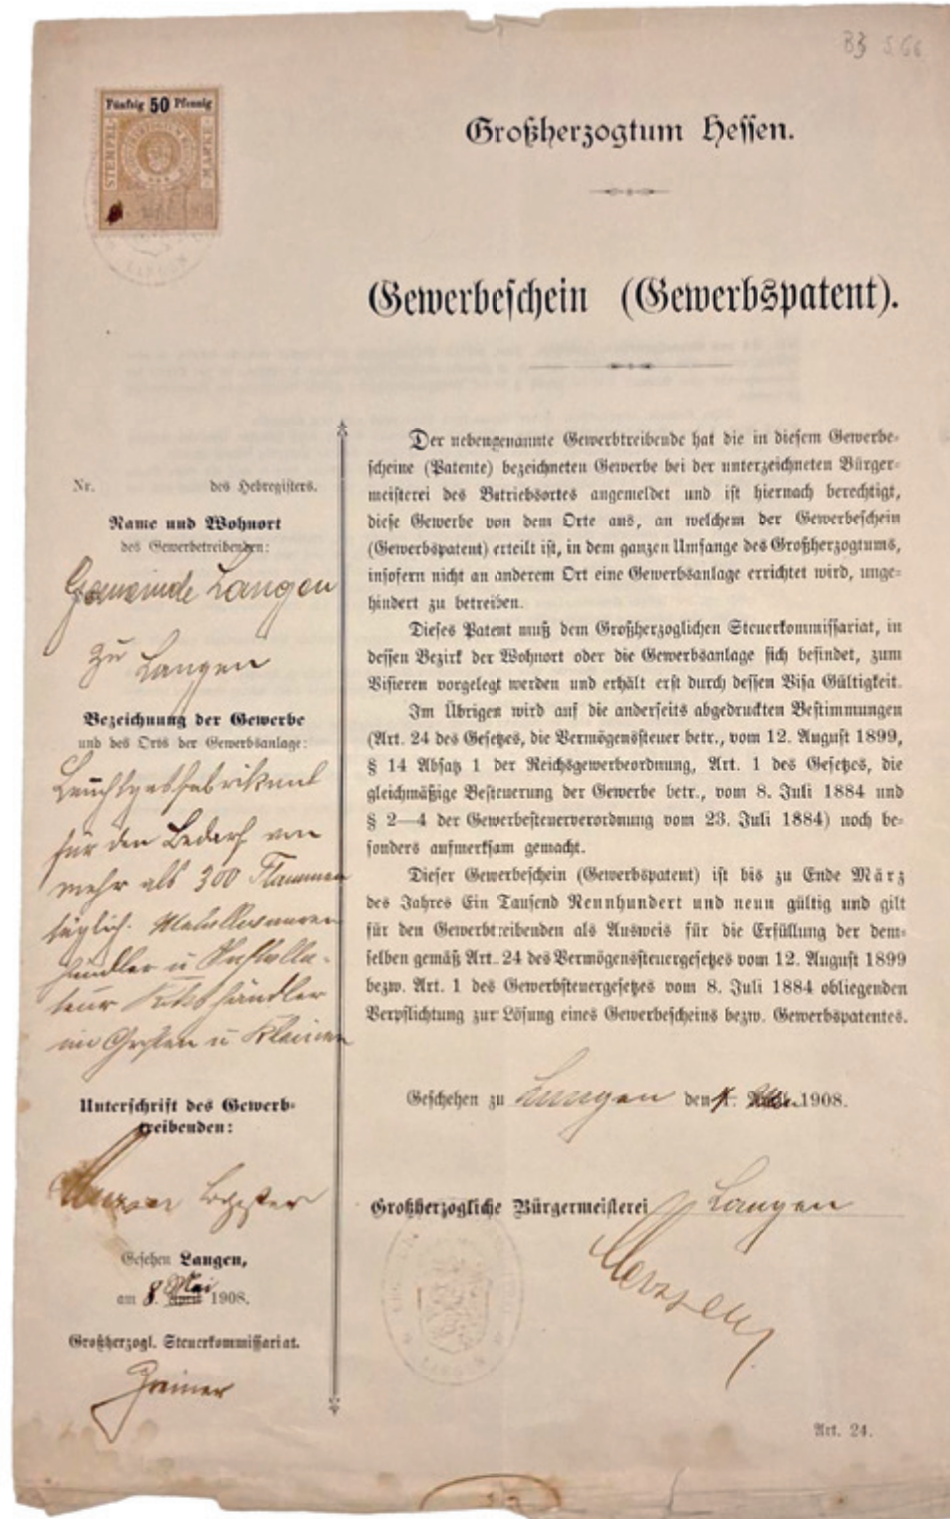 B3 S 66
Fünfzig 50 Pfennig
STEMPEL MARKE
Großherzogtum Hessen.
Gewerbeschein (Gewerbspatent).
Nr. des Hebregisters.
Name und Wohnort
des Gewerbetreibenden:
Gemeinde Langen
zu Langen
Bezeichnung der Gewerbe
und des Orts der Gewerbsanlage:
Leuchtgasfabrikant
für den Bedarf von
mehr als 300 Flammen
täglich.
händler u Installa-
teur händler
im Großen u Kleinen
Unterschrift des Gewerb-
treibenden:
Gesehen Langen,
am 8. Mai 1908.
Großherzogl. Steuerkommissariat.
Der nebengenannte Gewerbtreibende hat die in diesem Gewerbe-
scheine (Patente) bezeichneten Gewerbe bei der unterzeichneten Bürger-
meisterei des Betriebsortes angemeldet und ist hiernach berechtigt,
diese Gewerbe von dem Orte aus, an welchem der Gewerbeschein
(Gewerbspatent) erteilt ist, in dem ganzen Umfange des Großherzogtums,
insofern nicht an anderem Ort eine Gewerbsanlage errichtet wird, unge-
hindert zu betreiben.
Dieses Patent muß dem Großherzoglichen Steuerkommissariat, in
dessen Bezirk der Wohnort oder die Gewerbsanlage sich befindet, zum
Visieren vorgelegt werden und erhält erst durch dessen Visa Gültigkeit.
Im Übrigen wird auf die anderseits abgedruckten Bestimmungen
(Art. 24 des Gesetzes, die Vermögenssteuer betr., vom 12. August 1899,
§ 14 Absatz 1 der Reichsgewerbeordnung, Art. 1 des Gesetzes, die
gleichmäßige Besteuerung der Gewerbe betr., vom 8. Juli 1884 und
§ 2—4 der Gewerbesteuerverordnung vom 23. Juli 1884) noch be-
sonders aufmerksam gemacht.
Dieser Gewerbeschein (Gewerbspatent) ist bis zu Ende März
des Jahres Ein Tausend Neunhundert und neun gültig und gilt
für den Gewerbtreibenden als Ausweis für die Erfüllung der dem-
selben gemäß Art. 24 des Vermögenssteuergesetzes vom 12. August 1899
bezw. Art. 1 des Gewerbsteuergesetzes vom 8. Juli 1884 obliegenden
Verpflichtung zur Lösung eines Gewerbescheins bezw. Gewerbspatentes.
Geschehen zu Langen den 1908.
Großherzogliche Bürgermeisterei Langen
Art. 24.